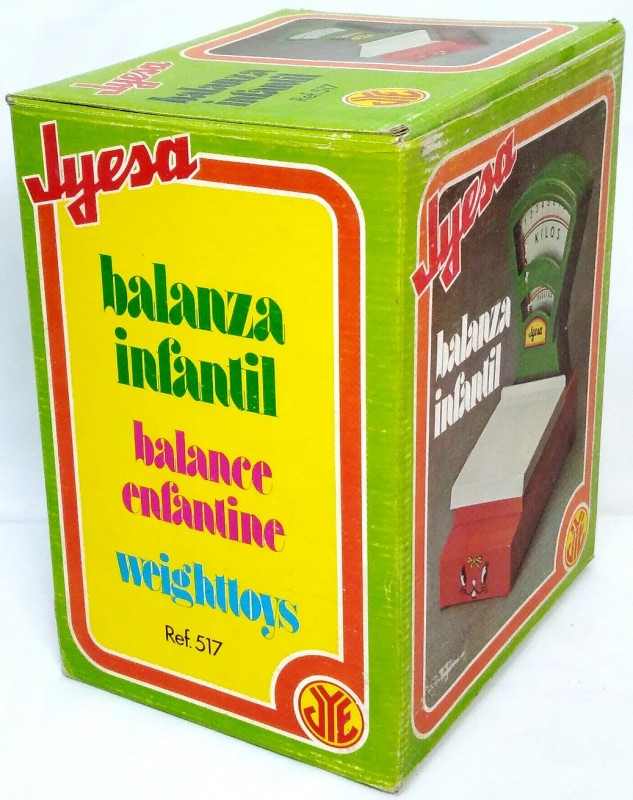 Jyesa
balanza
infantil
Ref. 517
JYE
Jyesa
balanza
infantil
balance
enfantine
weighttoys
Ref. 517
JYE
Jyesa
balanza
infantil
KILOS
Jyesa
JYE